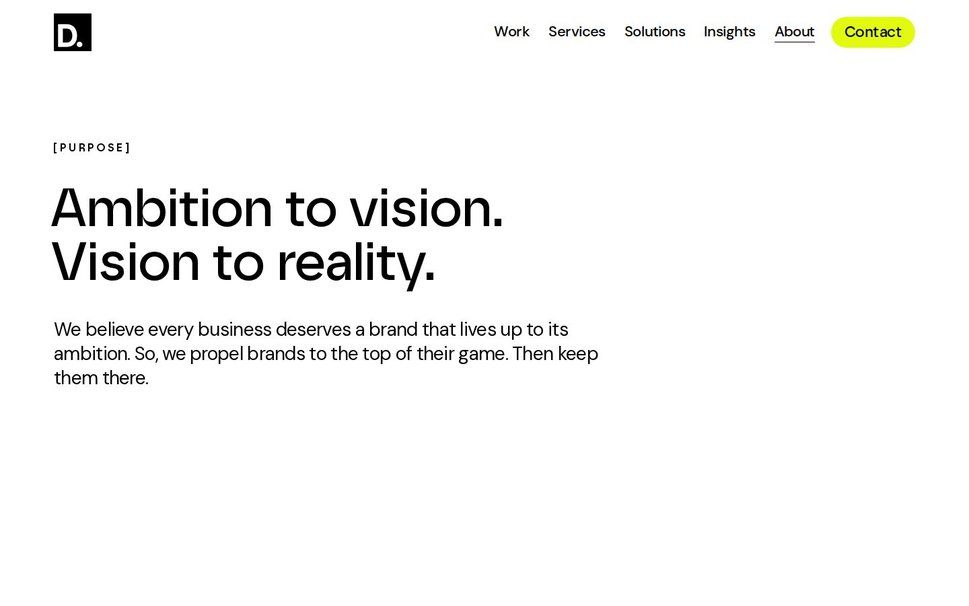 D.
Work Services Solutions Insights About Contact
[PURPOSE]
Ambition to vision.
Vision to reality.
We believe every business deserves a brand that lives up to its
ambition. So, we propel brands to the top of their game. Then keep
them there.